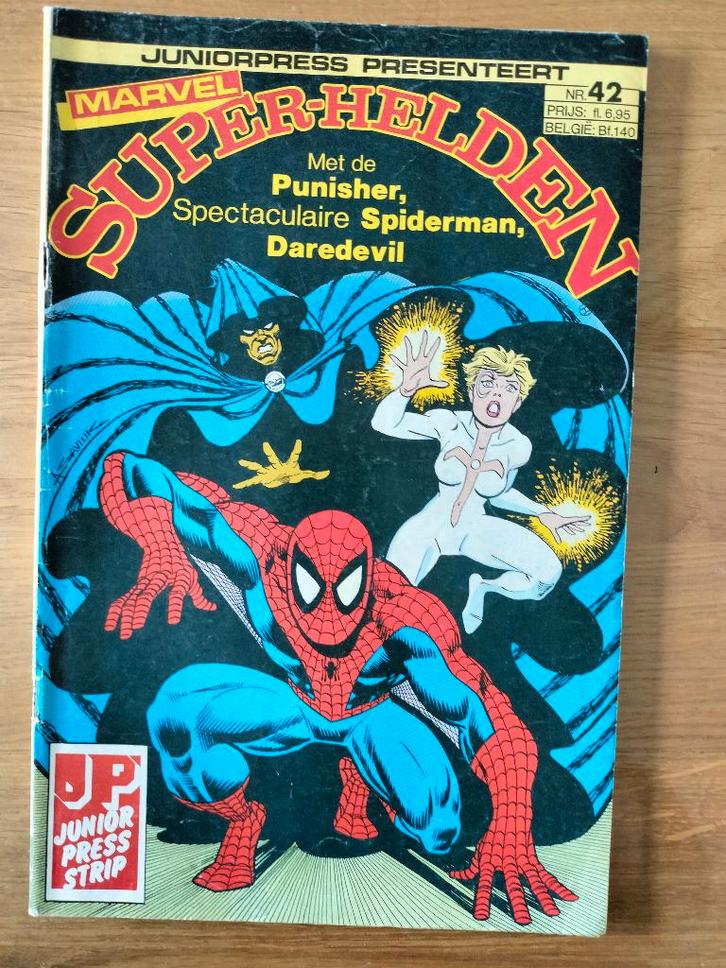 JUNIORPRESS PRESENTEERT
MARVEL
SUPER-HELDEN
NR. 42
PRIJS: fl. 6,95
BELGIË: Bf.140
Met de
Punisher,
Spectaculaire Spiderman,
Daredevil
JP
JUNIOR
PRESS
STRIP